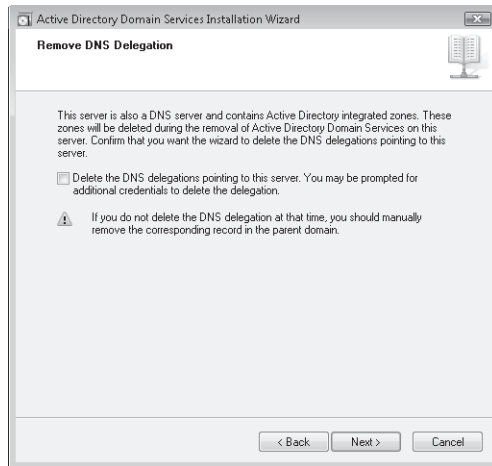 Active Directory Domain Services Installation Wizard
Remove DNS Delegation
This server is also a DNS server and contains Active Directory integrated zones. These
zones will be deleted during the removal of Active Directory Domain Services on this
server. Confirm that you want the wizard to delete the DNS delegations pointing to this
server.
Delete the DNS delegations pointing to this server. You may be prompted for
additional credentials to delete the delegation.
If you do not delete the DNS delegation at that time, you should manually
remove the corresponding record in the parent domain.
< Back Next > Cancel